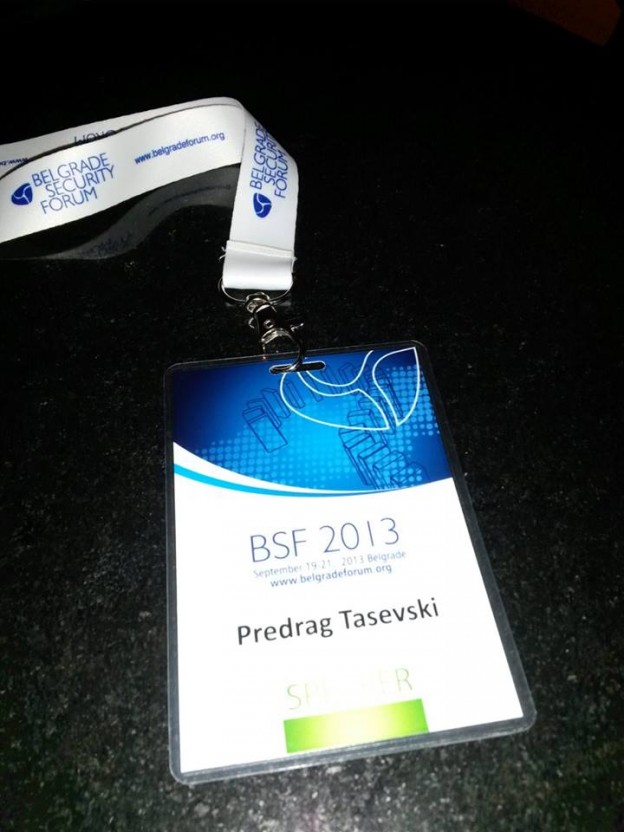 BELGRADE
SECURITY
FORUM
www.belgradeforum.org
BELGRADE
SECURITY
FORUM
BSF 2013
September 19-21, 2013 Belgrade
www.belgradeforum.org
Predrag Tasevski